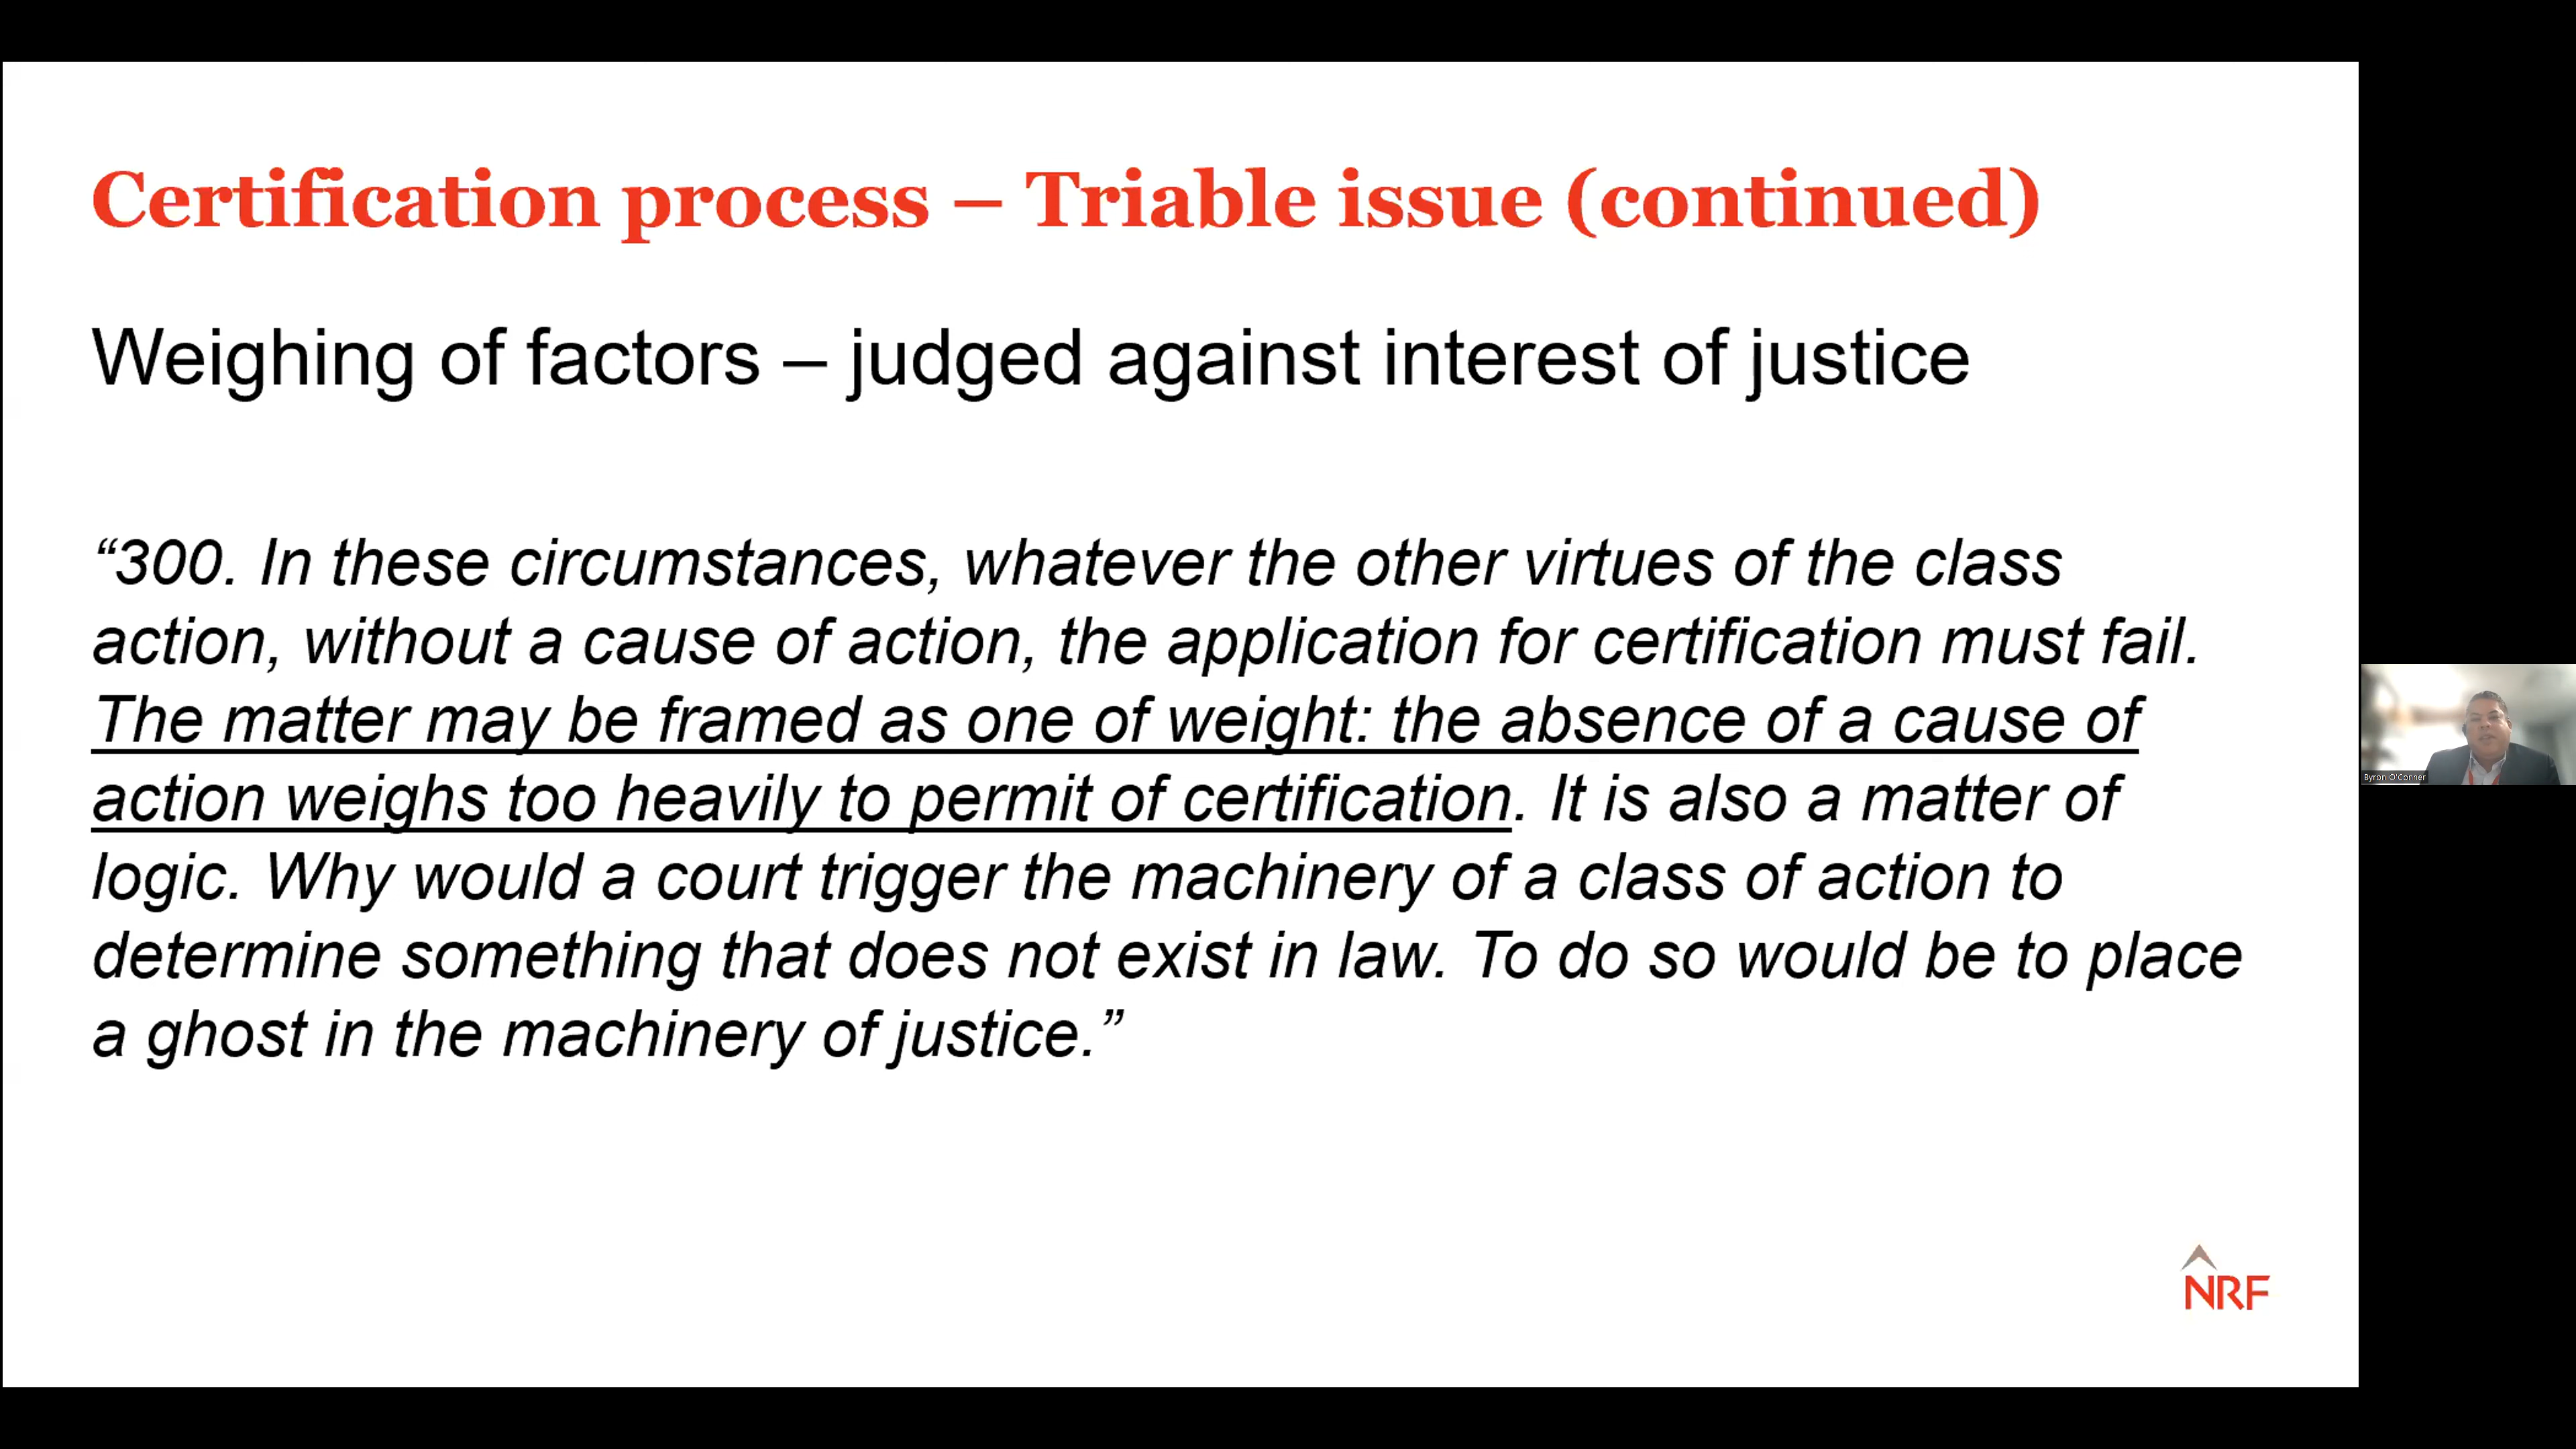 Certification process – Triable issue (continued)
Weighing of factors – judged against interest of justice
“300. In these circumstances, whatever the other virtues of the class
action, without a cause of action, the application for certification must fail.
The matter may be framed as one of weight: the absence of a cause of
action weighs too heavily to permit of certification. It is also a matter of
logic. Why would a court trigger the machinery of a class of action to
determine something that does not exist in law. To do so would be to place
a ghost in the machinery of justice.”
Byron O'Conner
NRF